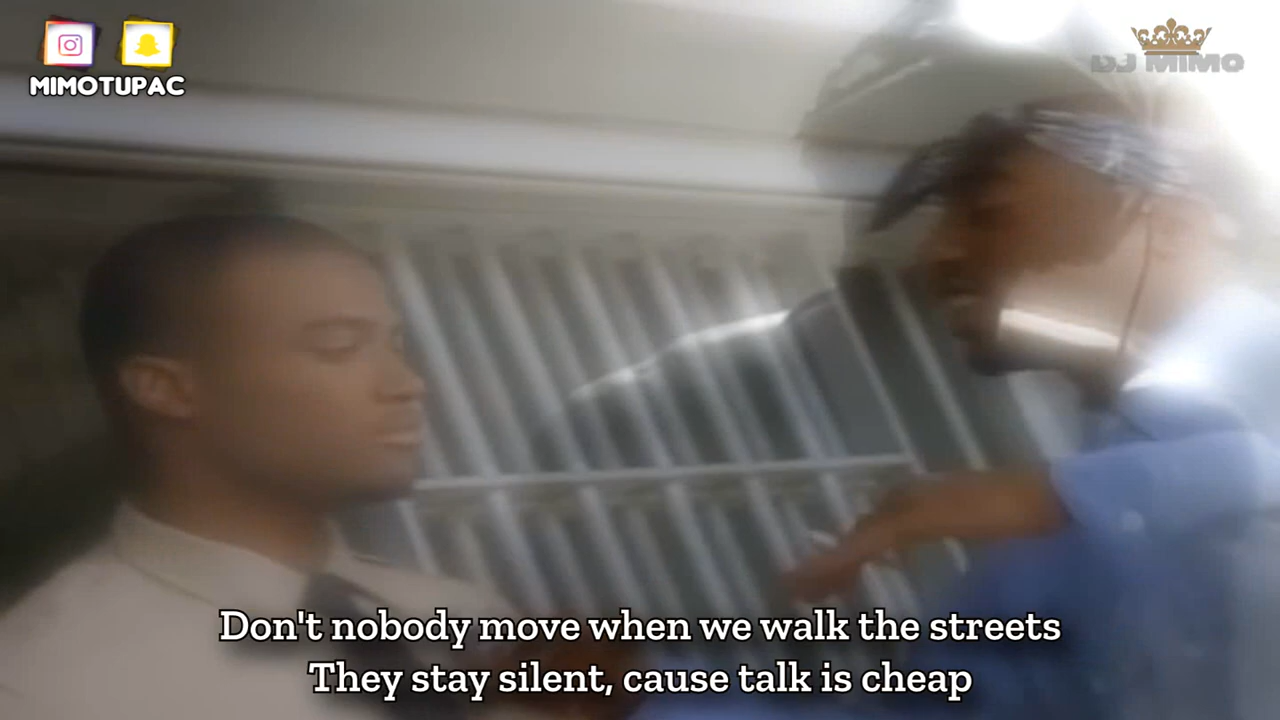 MIMOTUPAC
DJ MIMO
Don't nobody move when we walk the streets
They stay silent, cause talk is cheap